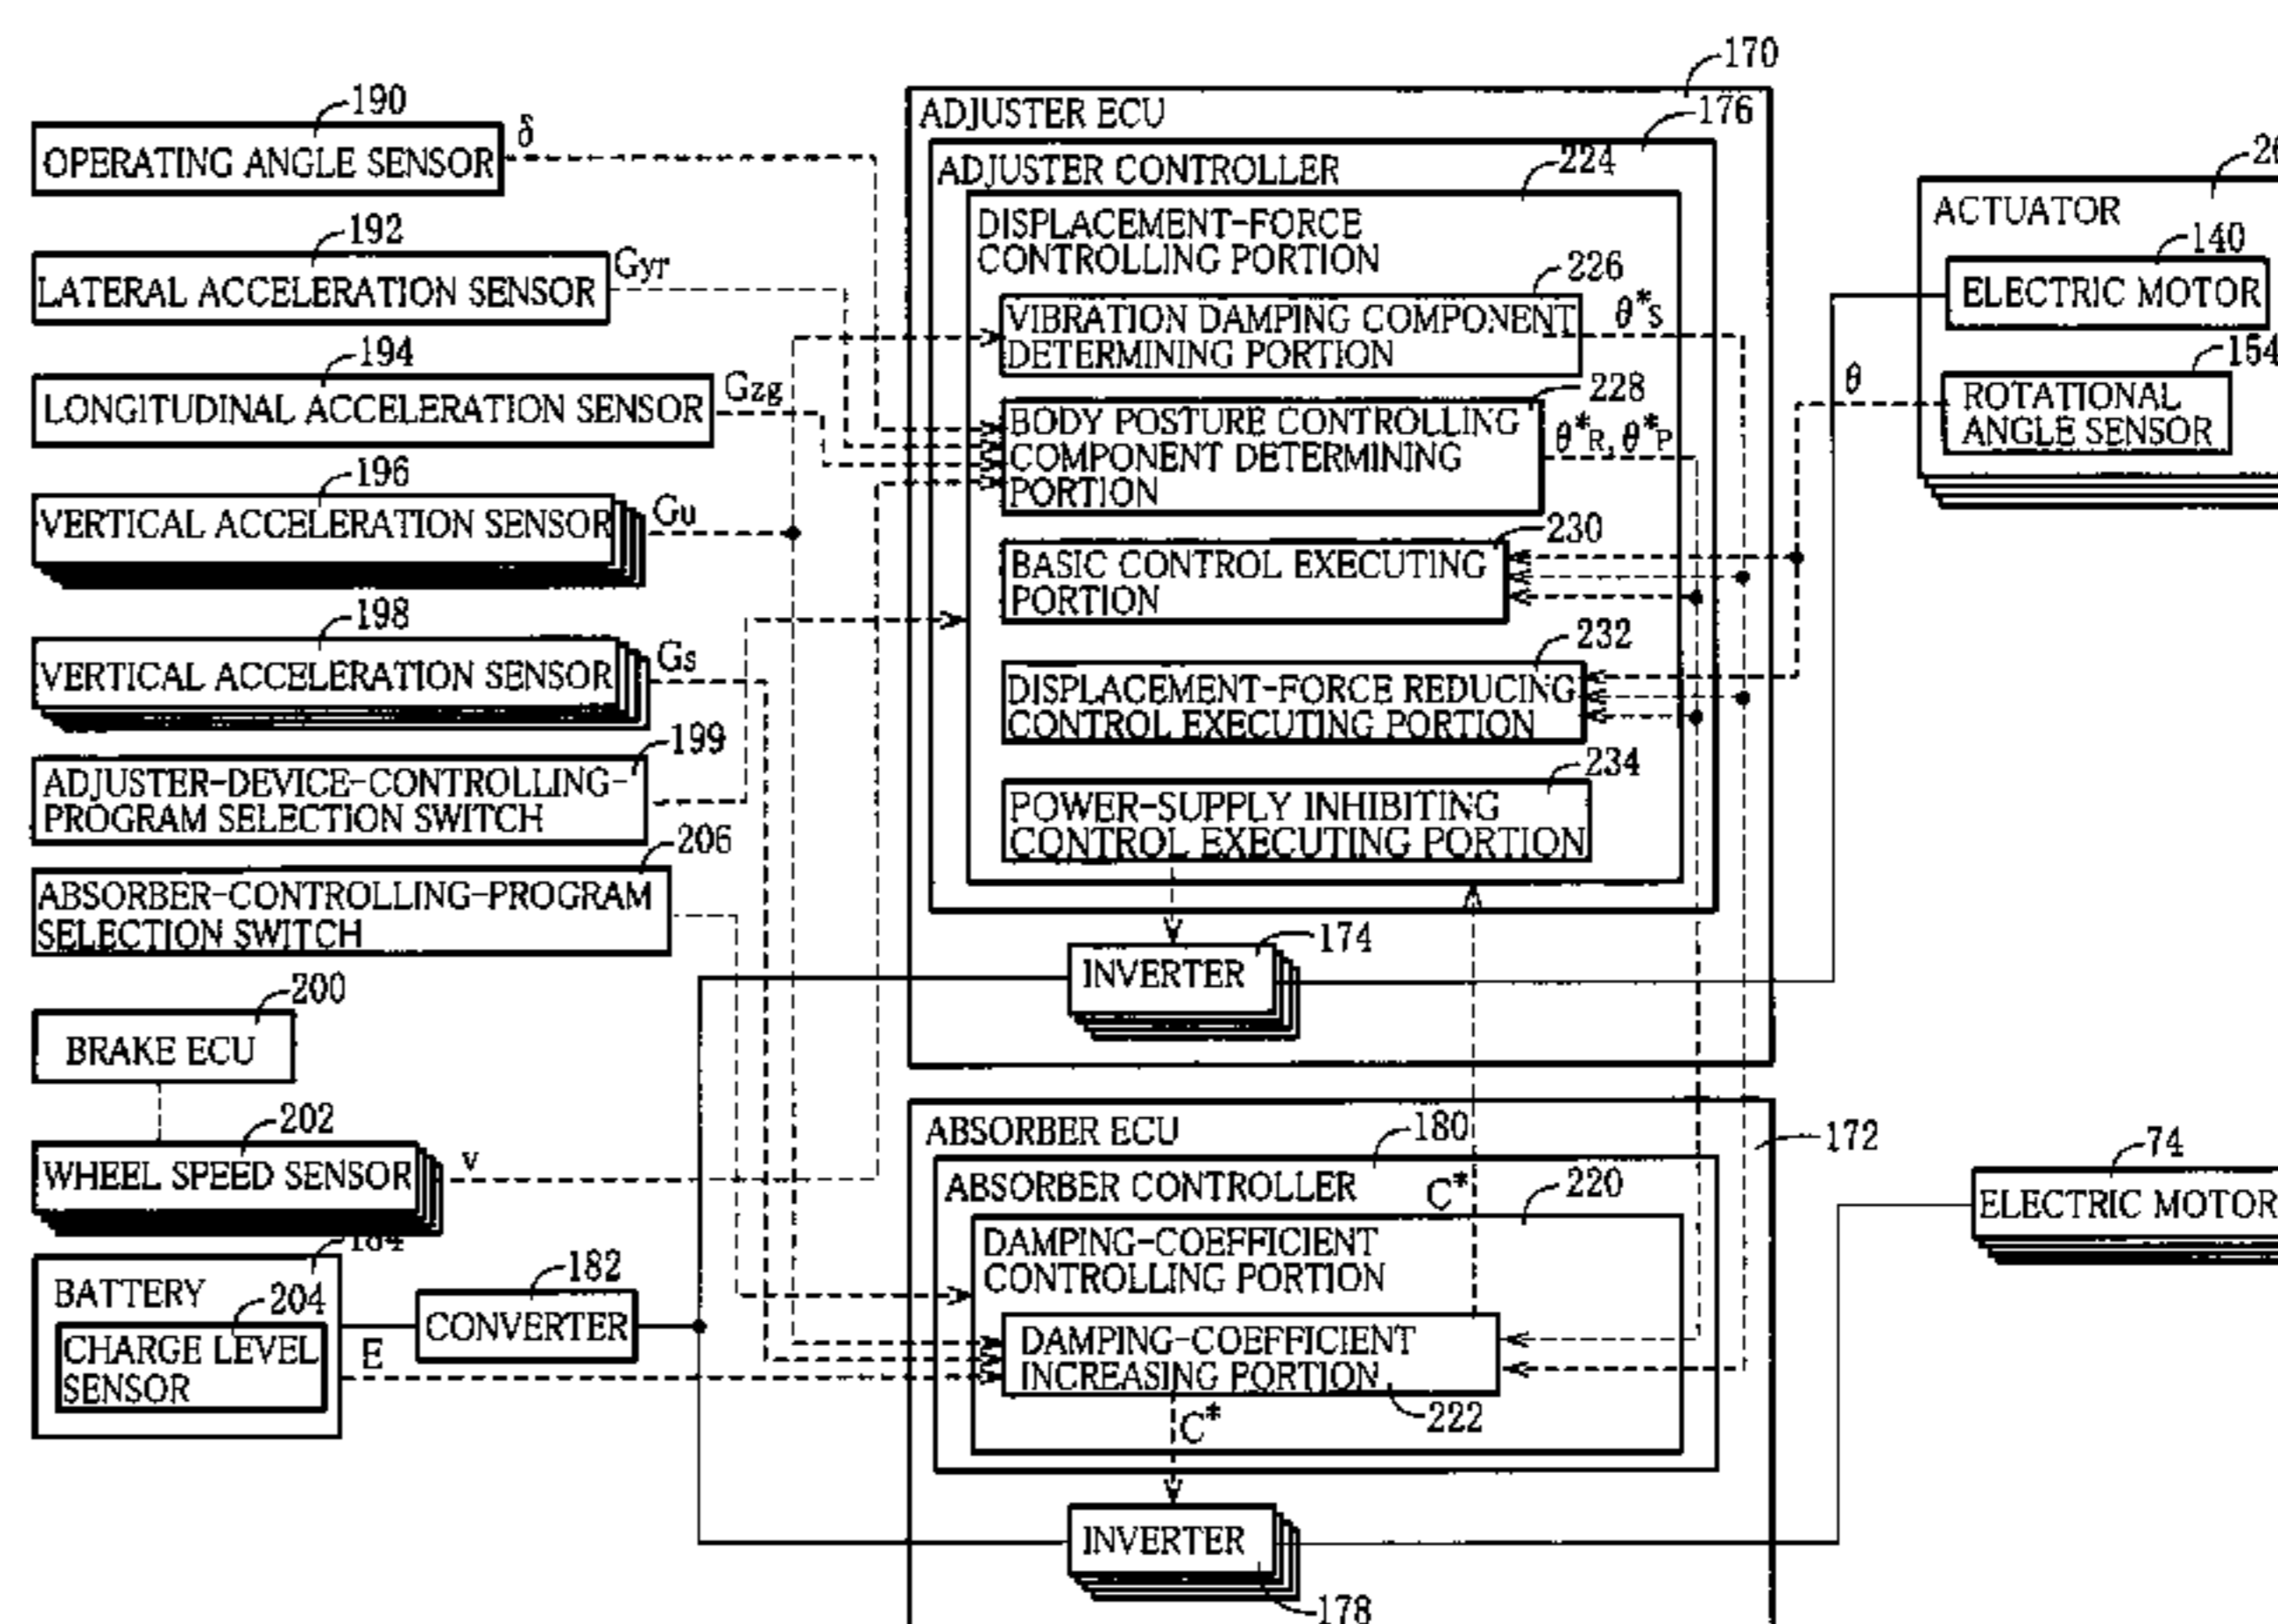 190
OPERATING ANGLE SENSOR
δ
192
LATERAL ACCELERATION SENSOR
Gyr
194
LONGITUDINAL ACCELERATION SENSOR
Gzg
196
VERTICAL ACCELERATION SENSOR
Gu
198
VERTICAL ACCELERATION SENSOR
Gs
199
ADJUSTER-DEVICE-CONTROLLING-
PROGRAM SELECTION SWITCH
206
ABSORBER-CONTROLLING-PROGRAM
SELECTION SWITCH
200
BRAKE ECU
202
WHEEL SPEED SENSOR
v
184
BATTERY
204
CHARGE LEVEL
SENSOR
E
182
CONVERTER
170
ADJUSTER ECU
176
ADJUSTER CONTROLLER
224
DISPLACEMENT-FORCE
CONTROLLING PORTION
226
VIBRATION DAMPING COMPONENT
DETERMINING PORTION
θ*S
228
BODY POSTURE CONTROLLING
COMPONENT DETERMINING
PORTION
θ*R, θ*P
230
BASIC CONTROL EXECUTING
PORTION
232
DISPLACEMENT-FORCE REDUCING
CONTROL EXECUTING PORTION
234
POWER-SUPPLY INHIBITING
CONTROL EXECUTING PORTION
174
INVERTER
172
ABSORBER ECU
180
ABSORBER CONTROLLER
C*
220
DAMPING-COEFFICIENT
CONTROLLING PORTION
DAMPING-COEFFICIENT
INCREASING PORTION
222
C*
INVERTER
178
ACTUATOR
140
ELECTRIC MOTOR
154
ROTATIONAL
ANGLE SENSOR
θ
74
ELECTRIC MOTOR